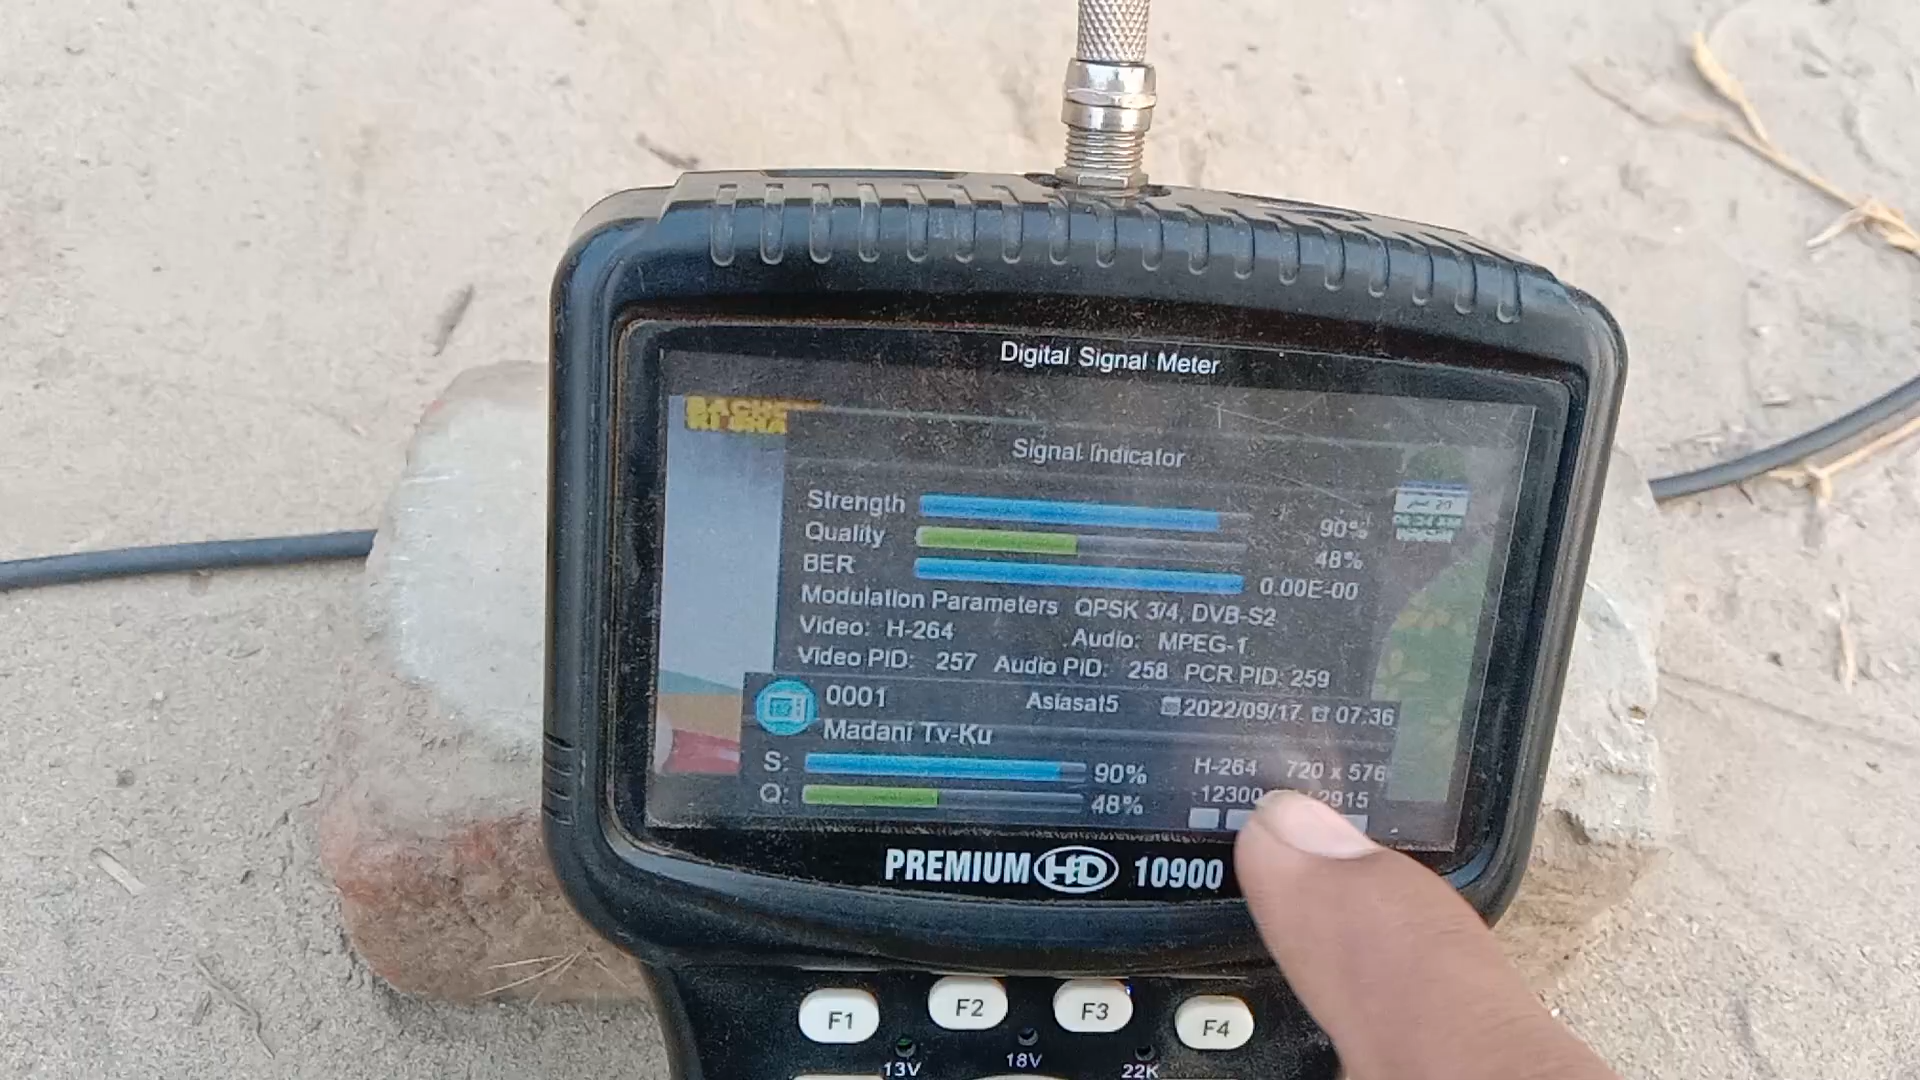 Digital Signal Meter
Signal Indicator
Strength 90%
Quality 48%
BER 0.00E-00
Modulation Parameters QPSK 3/4, DVB-S2
Video: H-264 Audio: MPEG-1
Video PID: 257 Audio PID: 258 PCR PID: 259
0001 Asiasat5 2022/09/17 07:36
Madani Tv-Ku
S: 90% H-264 720 x 576
Q: 48% 12300 2915
PREMIUM HD 10900
F1 F2 F3 F4
13V 18V 22K